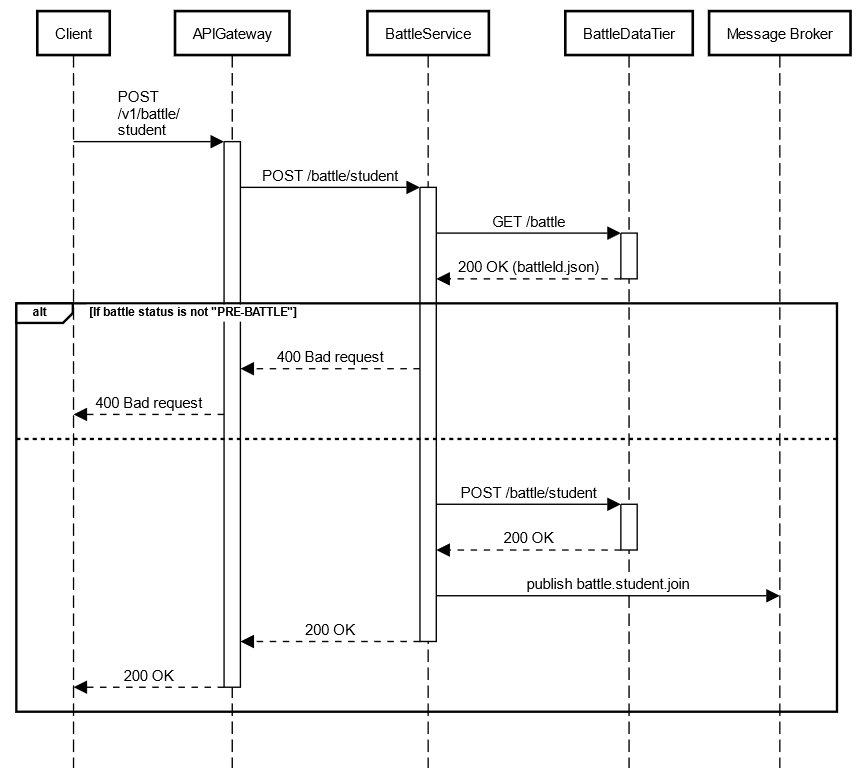 Client
APIGateway
BattleService
BattleDataTier
Message Broker
POST
/v1/battle/
student
POST /battle/student
GET /battle
200 OK (battleId.json)
alt
[If battle status is not "PRE-BATTLE"]
400 Bad request
400 Bad request
POST /battle/student
200 OK
publish battle.student.join
200 OK
200 OK